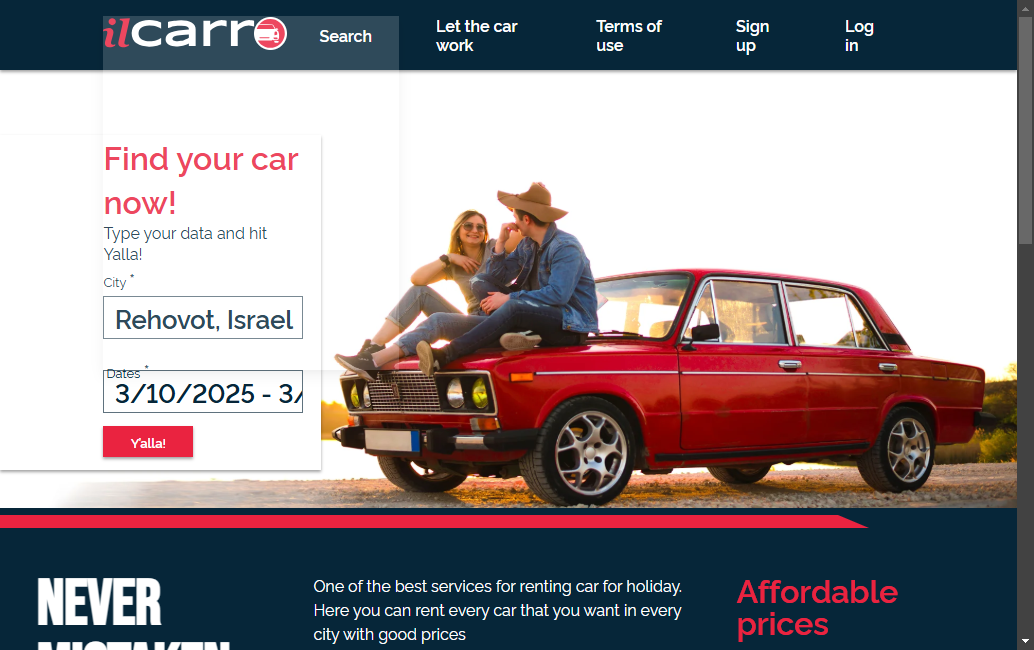 ilcarro
Search
Let the car
work
Terms of
use
Sign
up
Log
in
Find your car
now!
Type your data and hit
Yalla!
City *
Rehovot, Israel
Dates *
3/10/2025 - 3/
Y'alla!
NEVER
MISTAKEN
One of the best services for renting car for holiday.
Here you can rent every car that you want in every
city with good prices
Affordable
prices